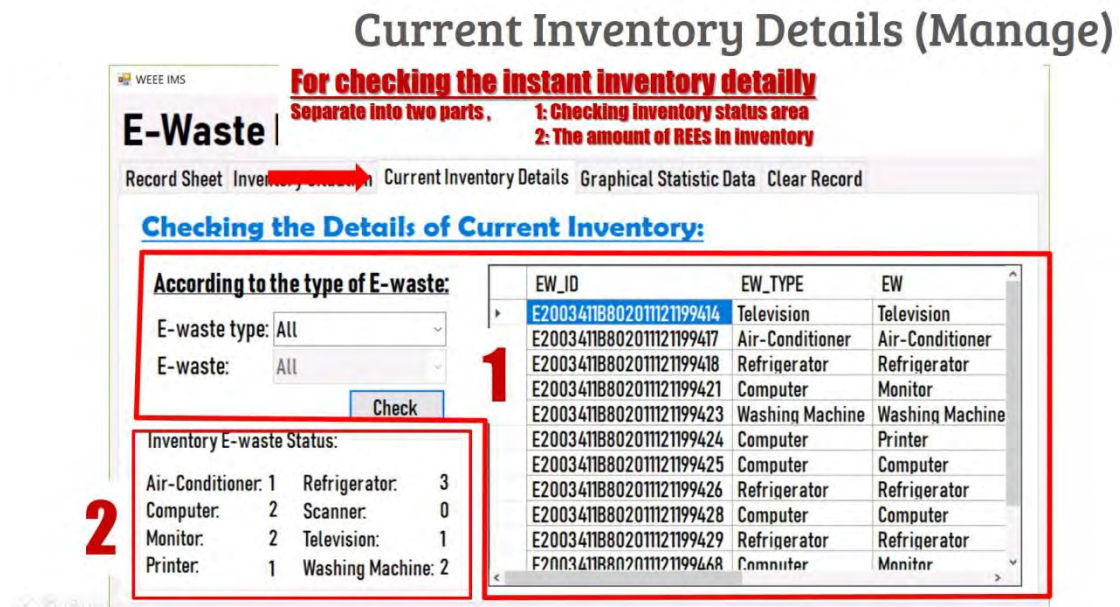 Current Inventory Details (Manage)
WEEE IMS
For checking the instant inventory detailly
Separate into two parts, 1: Checking inventory status area
2: The amount of REEs in inventory
E-Waste
Record Sheet Current Inventory Details Graphical Statistic Data Clear Record
Checking the Details of Current Inventory:
According to the type of E-waste:
E-waste type: All
E-waste: All
Check
1
EW_ID EW_TYPE EW
E2003411B802011121199414 Television Television
E2003411B802011121199417 Air-Conditioner Air-Conditioner
E2003411B802011121199418 Refrigerator Refrigerator
E2003411B802011121199421 Computer Monitor
E2003411B802011121199423 Washing Machine Washing Machine
E2003411B802011121199424 Computer Printer
E2003411B802011121199425 Computer Computer
E2003411B802011121199426 Refrigerator Refrigerator
E2003411B802011121199428 Computer Computer
E2003411B802011121199429 Refrigerator Refrigerator
E2003411B802011121199468 Computer Monitor
2
Inventory E-waste Status:
Air-Conditioner: 1 Refrigerator: 3
Computer: 2 Scanner: 0
Monitor: 2 Television: 1
Printer: 1 Washing Machine: 2